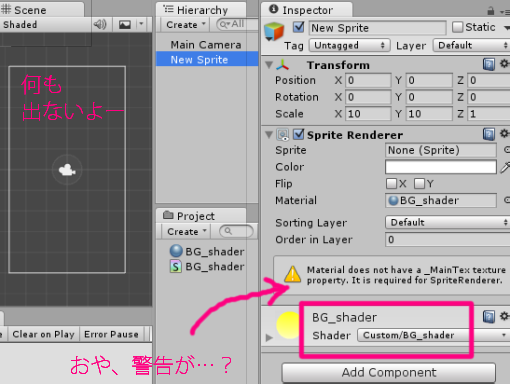 Scene
Shaded
何も
出ないよー
Clear on Play
Error Pause
Hierarchy
Create
All
Main Camera
New Sprite
Project
Create
BG_shader
BG_shader
おや、警告が…？
Inspector
New Sprite
Static
Tag Untagged Layer Default
Transform
Position X 0 Y 0 Z 0
Rotation X 0 Y 0 Z 0
Scale X 10 Y 10 Z 1
Sprite Renderer
Sprite None (Sprite)
Color
Flip X Y
Material BG_shader
Sorting Layer Default
Order in Layer 0
Material does not have a _MainTex texture
property. It is required for SpriteRenderer.
BG_shader
Shader Custom/BG_shader
Add Component